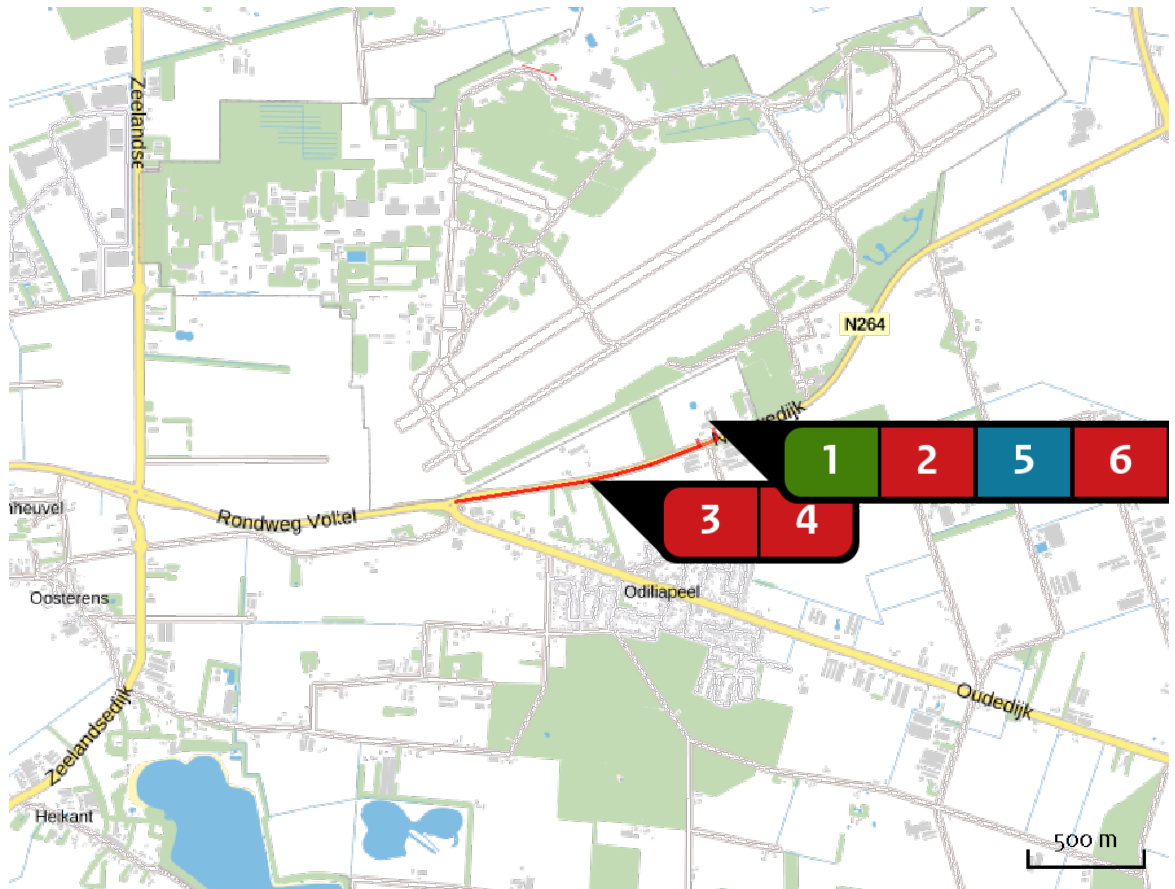 Zeelandse
N264
1
2
5
6
3
4
Rondweg Volkel
Odiliapeel
Oosterens
Oudedijk
Zeelandsedijk
Heikant
500 m